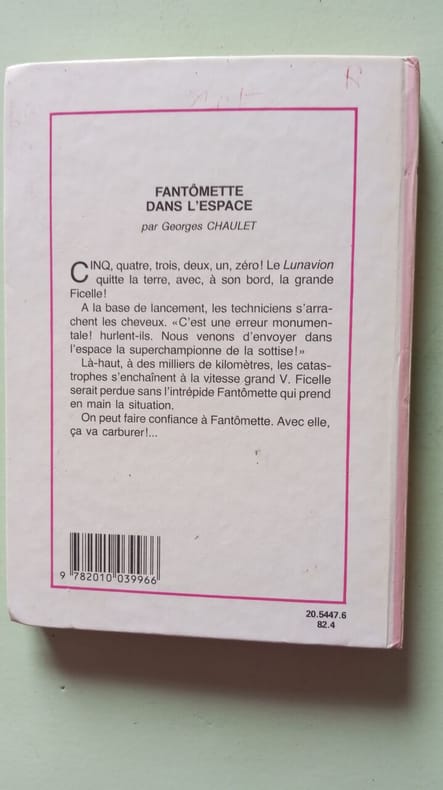 FANTÔMETTE
DANS L'ESPACE
par Georges CHAULET
CINQ, quatre, trois, deux, un, zéro! Le Lunavion
quitte la terre, avec, à son bord, la grande
Ficelle!
A la base de lancement, les techniciens s'arra-
chent les cheveux. «C'est une erreur monumen-
tale! hurlent-ils. Nous venons d'envoyer dans
l'espace la superchampionne de la sottise!»
Là-haut, à des milliers de kilomètres, les catas-
trophes s'enchaînent à la vitesse grand V. Ficelle
serait perdue sans l'intrépide Fantômette qui prend
en main la situation.
On peut faire confiance à Fantômette. Avec elle,
ça va carburer!...
9 782010 039966
20.5447.6
82.4